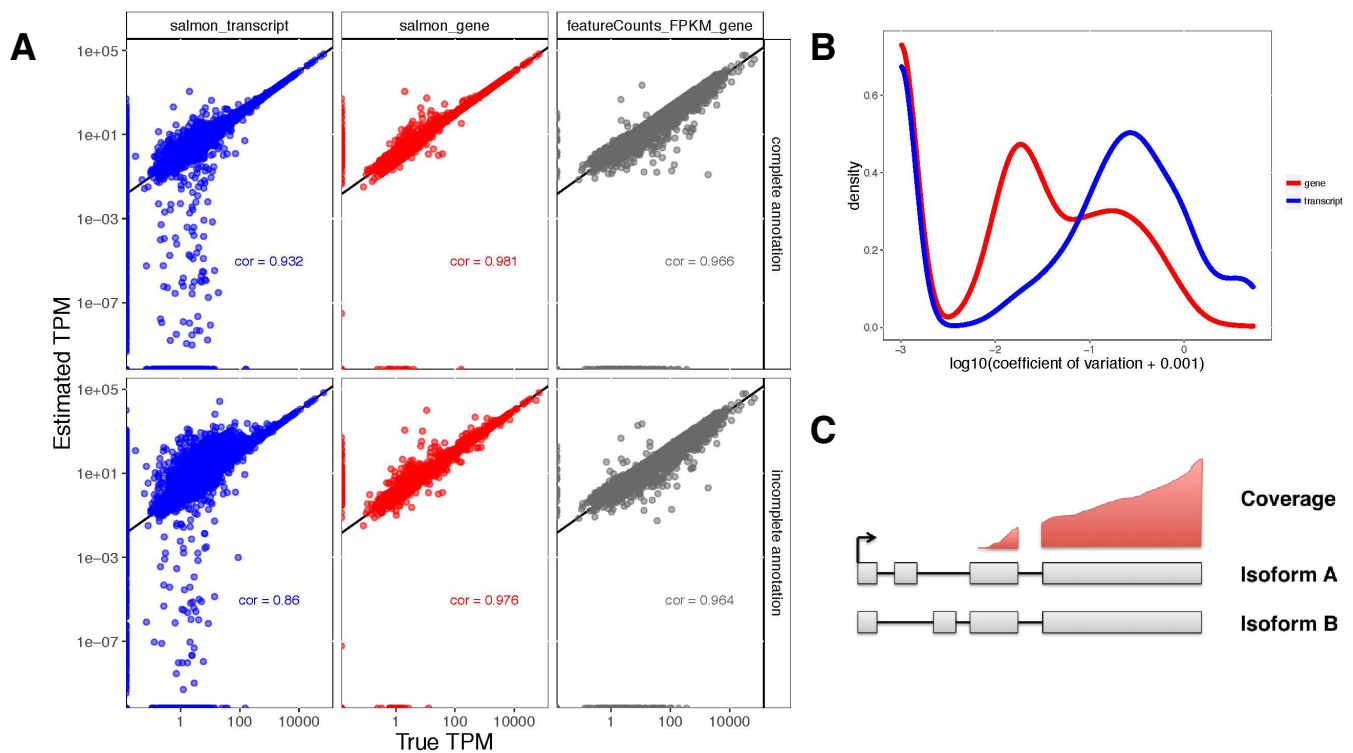 A
salmon_transcript
salmon_gene
featureCounts_FPKM_gene
Estimated TPM
1e+05
1e+01
1e−03
1e−07
cor = 0.932
cor = 0.981
cor = 0.966
complete annotation
1e+05
1e+01
1e−03
1e−07
cor = 0.86
cor = 0.976
cor = 0.964
incomplete annotation
1 100 10000
1 100 10000
1 100 10000
True TPM
B
density
0.6
0.4
0.2
0.0
−3 −2 −1 0
log10(coefficient of variation + 0.001)
gene
transcript
C
Coverage
Isoform A
Isoform B